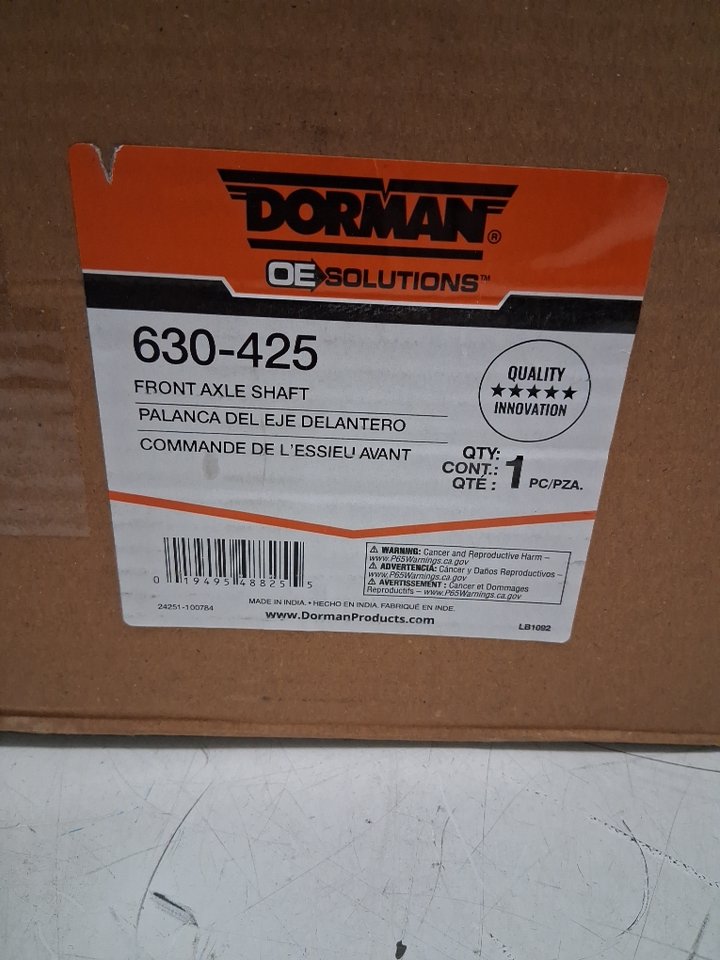 DORMAN®
OE SOLUTIONS™
630-425
FRONT AXLE SHAFT
PALANCA DEL EJE DELANTERO
COMMANDE DE L'ESSIEU AVANT
QUALITY
★★★★★
INNOVATION
QTY:
CONT.: 1 PC/PZA.
QTÉ :
0 19495 48825 5
⚠ WARNING: Cancer and Reproductive Harm –
www.P65Warnings.ca.gov
⚠ ADVERTENCIA: Cáncer y Daños Reproductivos –
www.P65Warnings.ca.gov
⚠ AVERTISSEMENT : Cancer et Dommages
Reproductifs – www.P65Warnings.ca.gov
24251-100784
MADE IN INDIA. • HECHO EN INDIA. FABRIQUÉ EN INDE.
www.DormanProducts.com
LB1092